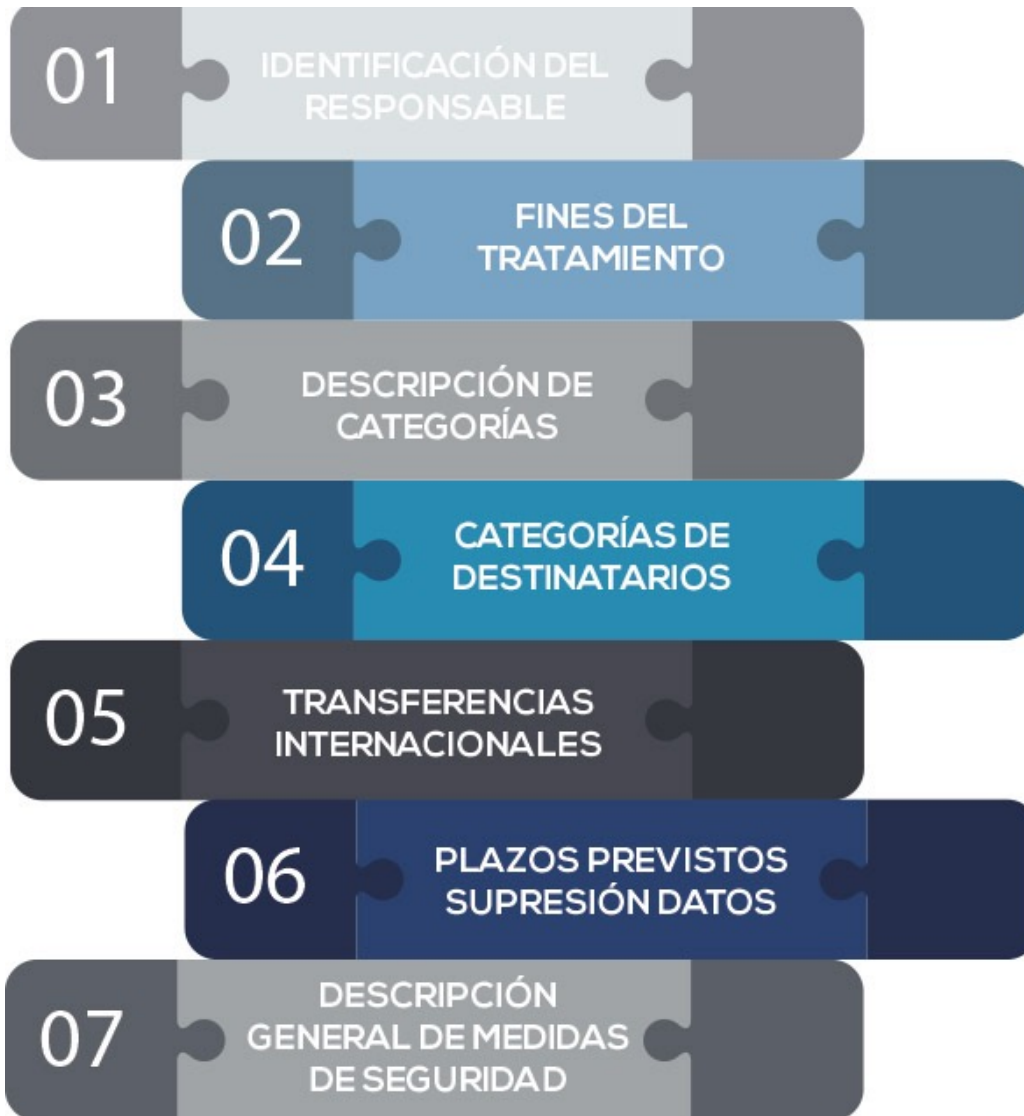 01
IDENTIFICACIÓN DEL
RESPONSABLE
02
FINES DEL
TRATAMIENTO
03
DESCRIPCIÓN DE
CATEGORÍAS
04
CATEGORÍAS DE
DESTINATARIOS
05
TRANSFERENCIAS
INTERNACIONALES
06
PLAZOS PREVISTOS
SUPRESIÓN DATOS
07
DESCRIPCIÓN
GENERAL DE MEDIDAS
DE SEGURIDAD